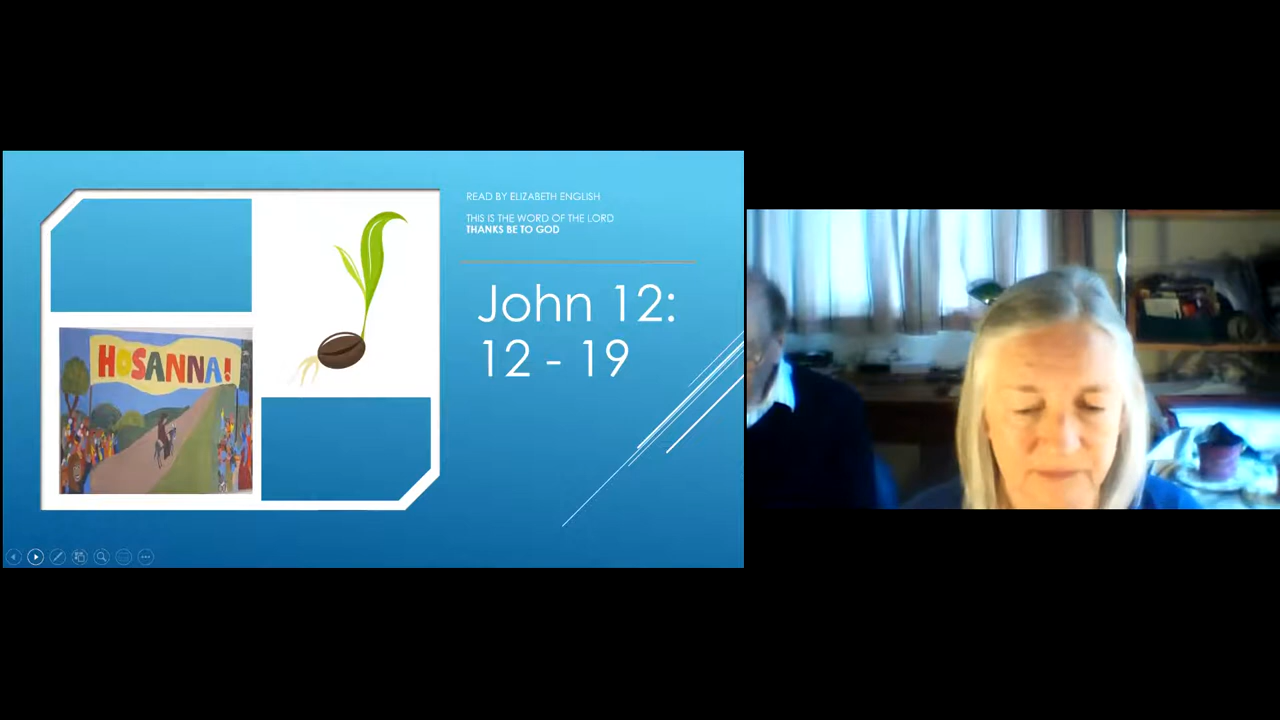 READ BY ELIZABETH ENGLISH
THIS IS THE WORD OF THE LORD
THANKS BE TO GOD
John 12:
12 - 19
HOSANNA!